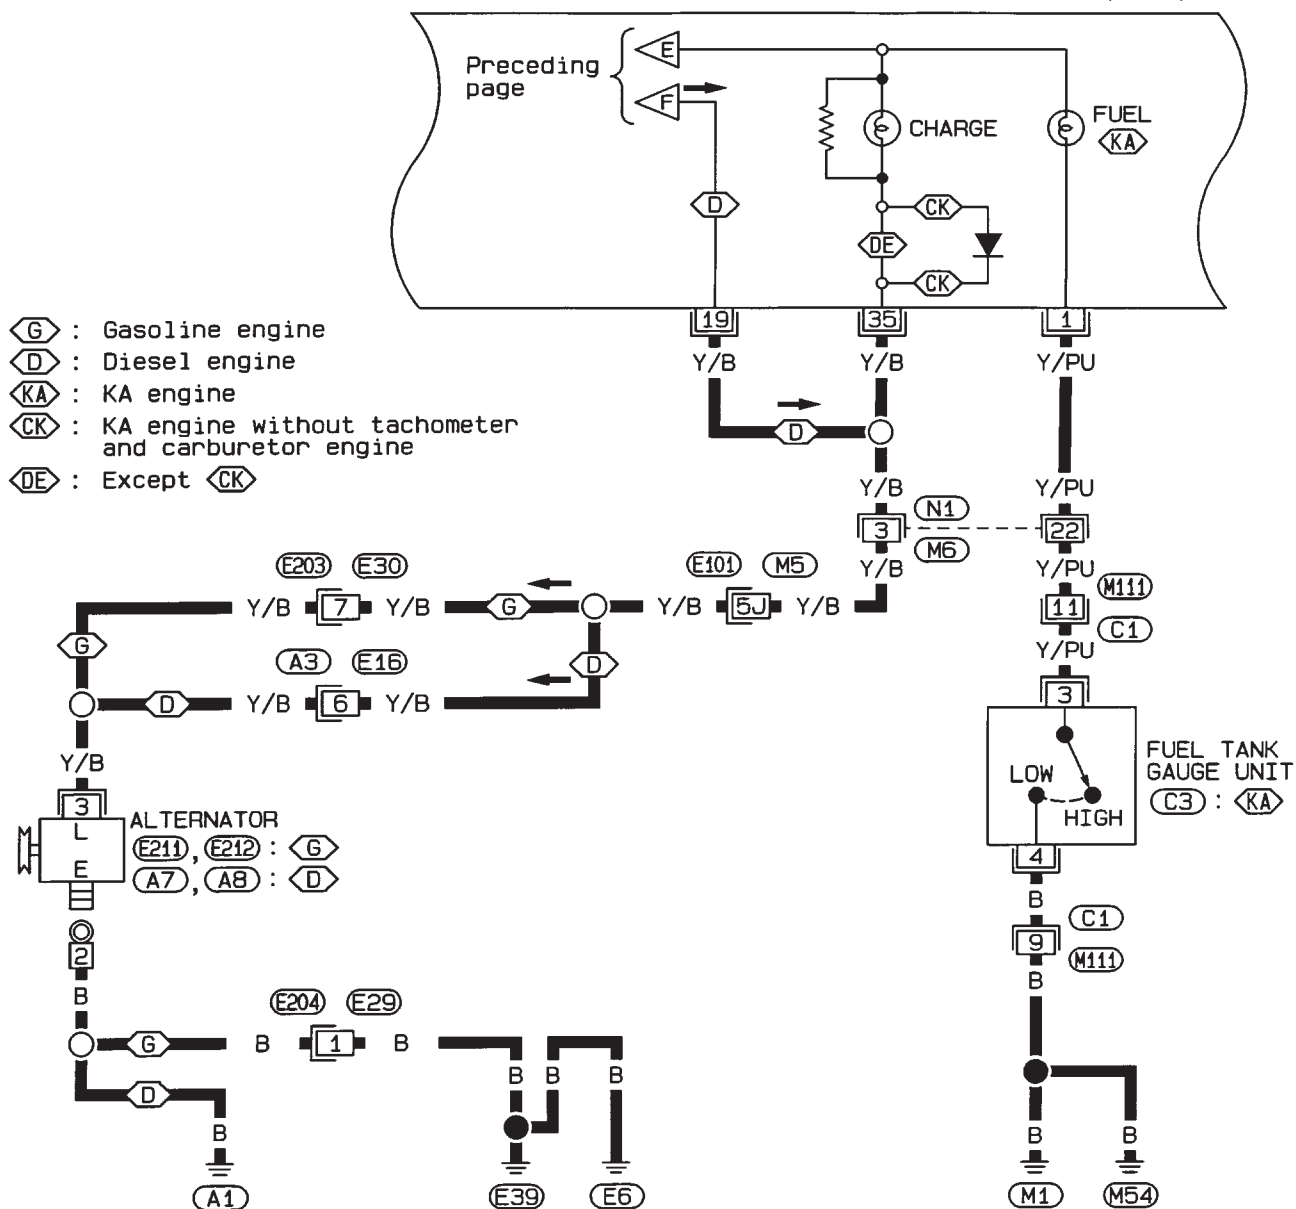 Preceding
page
E
F
CHARGE
FUEL
KA
D
CK
DE
CK
G : Gasoline engine
D : Diesel engine
KA : KA engine
CK : KA engine without tachometer
and carburetor engine
DE : Except CK
19 35 1
Y/B Y/B Y/PU
D
Y/B Y/PU
3 N1 22
M6
Y/B Y/PU
E203 E30 E101 M5 M111
Y/B 7 Y/B G Y/B 5J Y/B 11
C1
G Y/PU
A3 E16 D
D Y/B 6 Y/B 3
Y/B
FUEL TANK
GAUGE UNIT
C3 : KA
LOW
HIGH
3
L
E
ALTERNATOR
E211, E212 : G
A7, A8 : D
4
B
C1
9
M111
B
2
B
E204 E29
G B 1 B
B B B
D
B B B
A1 E39 E6 M1 M54